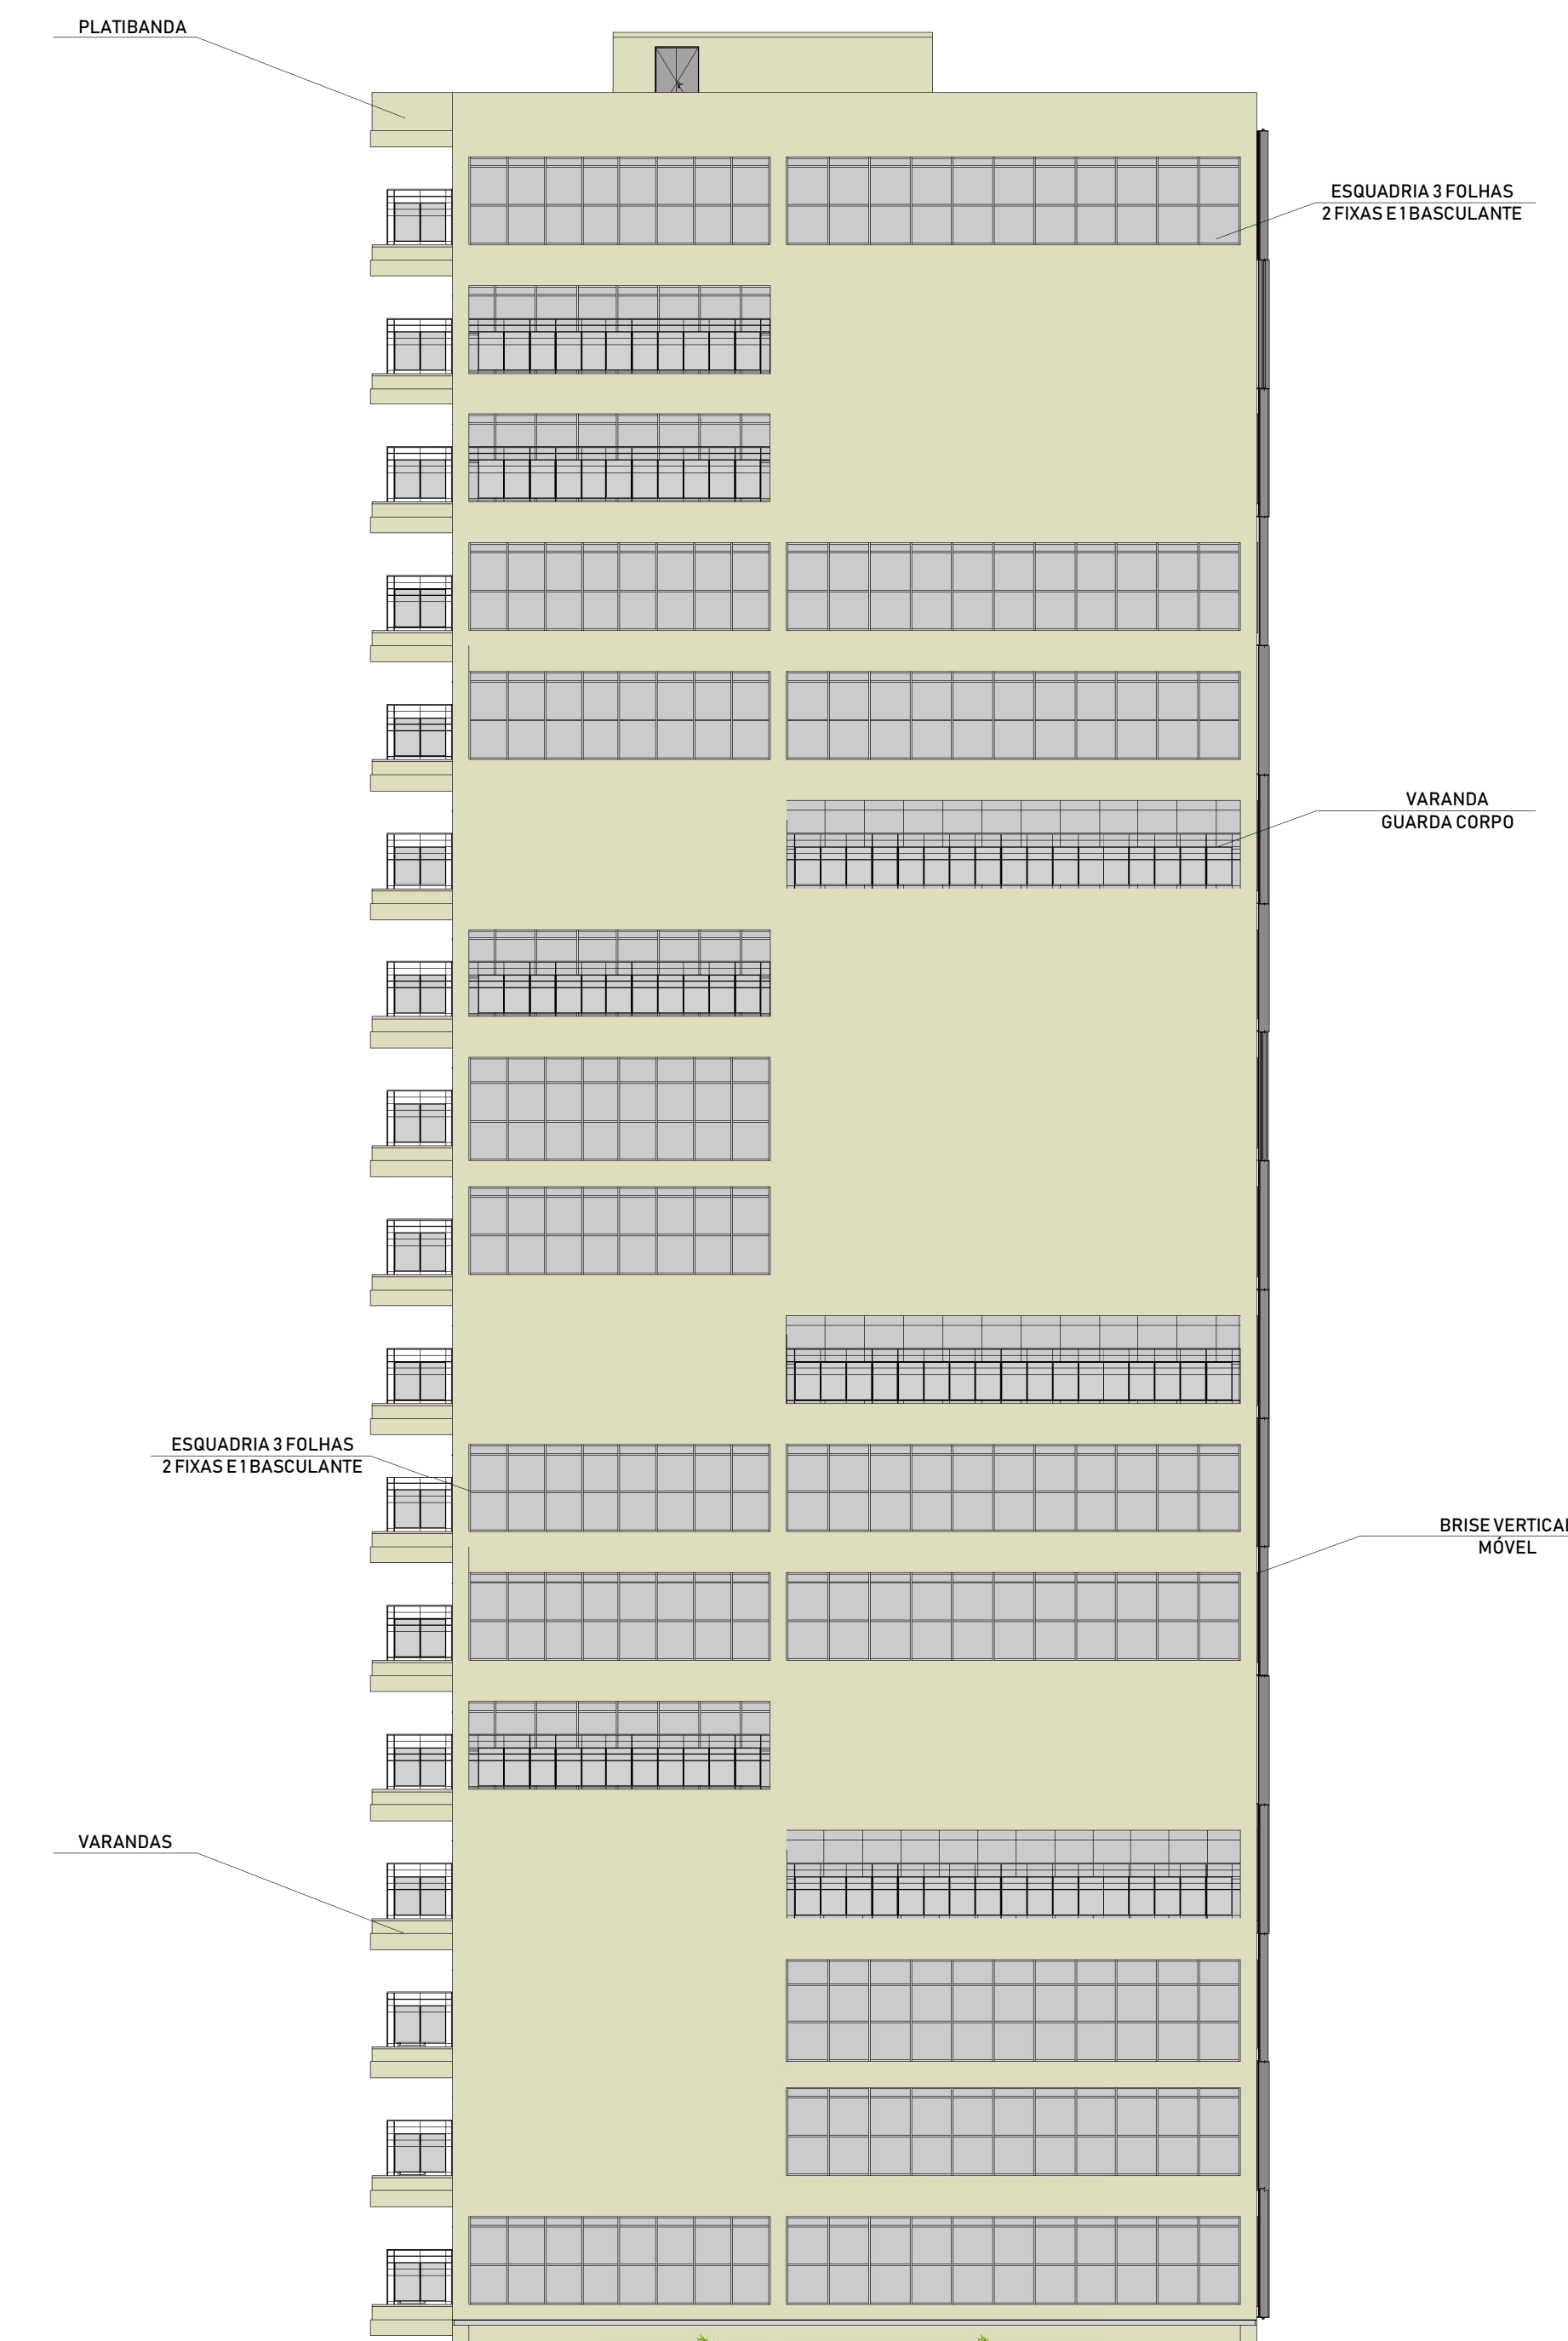 PLATIBANDA
ESQUADRIA 3 FOLHAS
2 FIXAS E 1 BASCULANTE
VARANDA
GUARDA CORPO
ESQUADRIA 3 FOLHAS
2 FIXAS E 1 BASCULANTE
BRISE VERTICAL
MÓVEL
VARANDAS